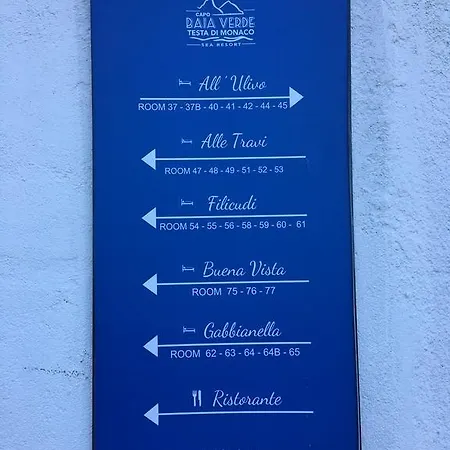 CAPO
BAIA VERDE
TESTA DI MONACO
SEA RESORT
All' Ulivo
ROOM 37 - 37B - 40 - 41 - 42 - 44 - 45
Alle Travi
ROOM 47 - 48 - 49 - 51 - 52 - 53
Filicudi
ROOM 54 - 55 - 56 - 58 - 59 - 60 - 61
Buena Vista
ROOM 75 - 76 - 77
Gabbianella
ROOM 62 - 63 - 64 - 64B - 65
Ristorante